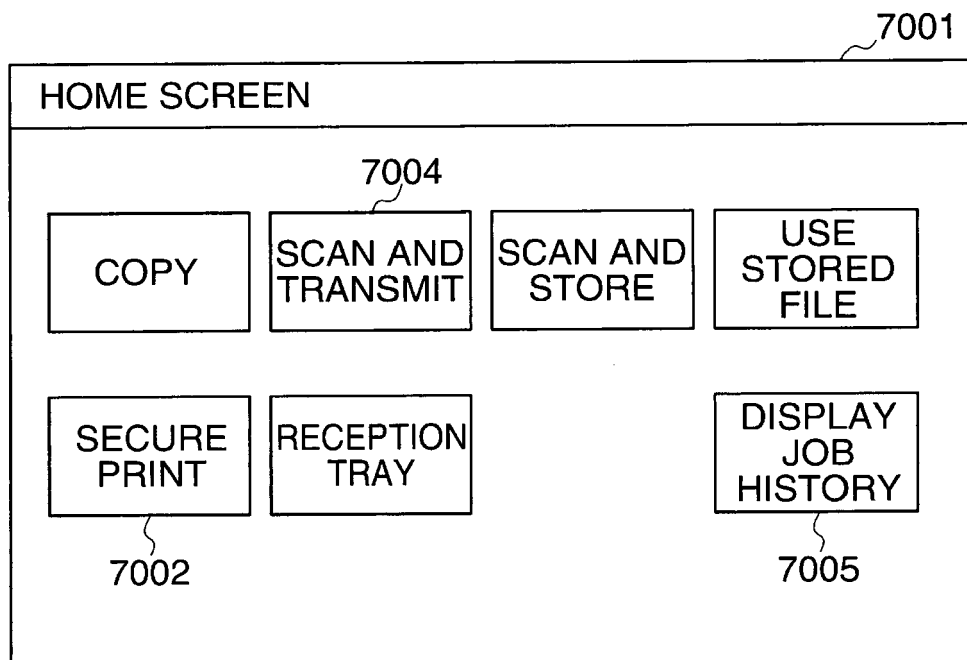 7001
HOME SCREEN
7004
COPY
SCAN AND
TRANSMIT
SCAN AND
STORE
USE
STORED
FILE
SECURE
PRINT
RECEPTION
TRAY
DISPLAY
JOB
HISTORY
7002
7005